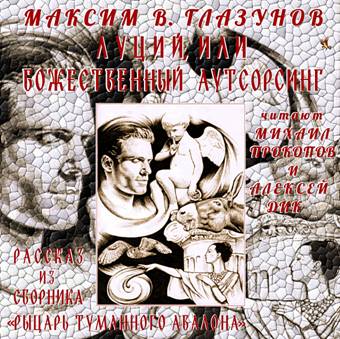 МАКСИМ В. ГЛАЗУНОВ
ЛУЦИЙ, ИЛИ
БОЖЕСТВЕННЫЙ АУТСОРСИНГ
читают
МИХАИЛ
ПРОКОПОВ
И
АЛЕКСЕЙ
ДИК
РАССКАЗ
ИЗ
СБОРНИКА
«РЫЦАРЬ ТУМАННОГО АВАЛОНА»